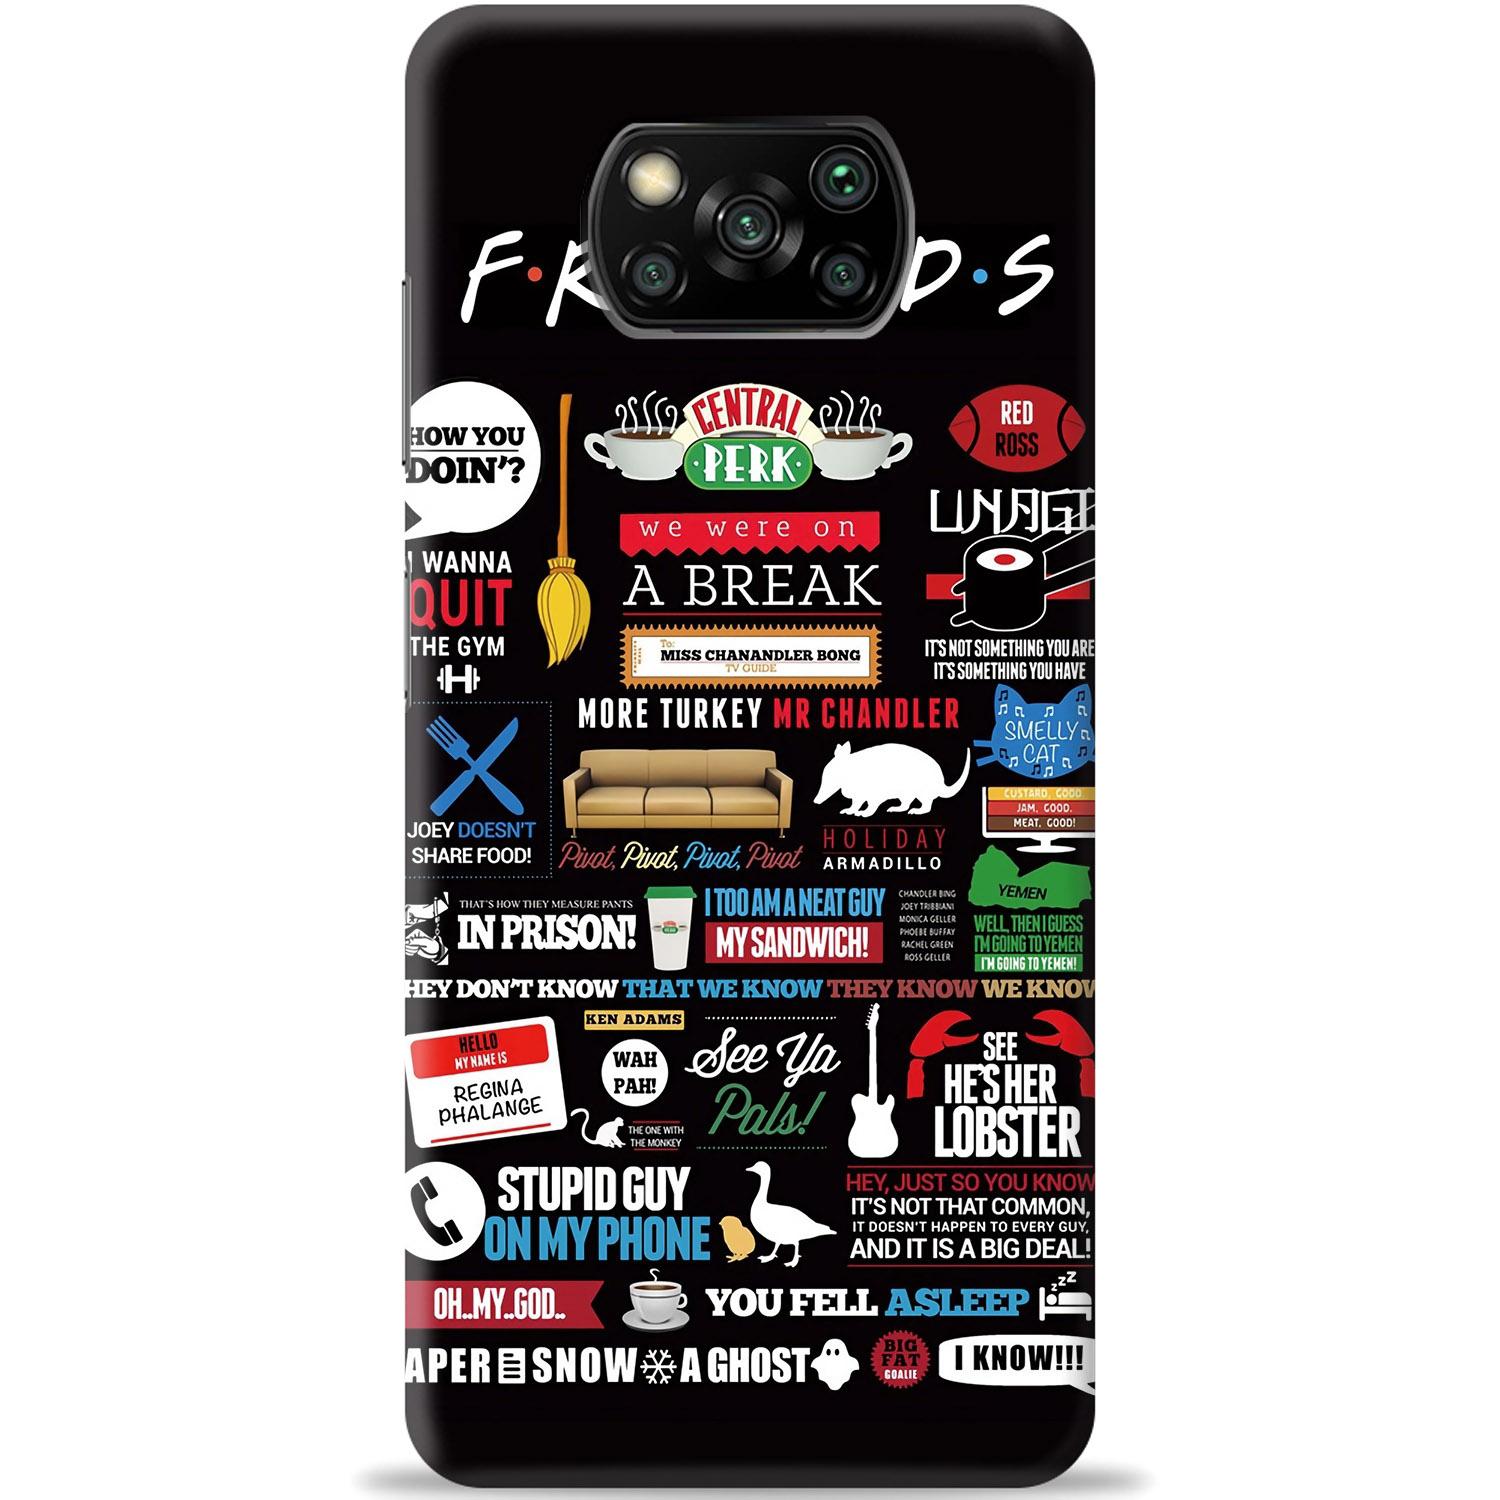 F·R D·S
HOW YOU
DOIN'?
CENTRAL
·PERK·
RED
ROSS
we were on
A BREAK
UNAGI
I WANNA
QUIT
THE GYM
To:
MISS CHANANDLER BONG
TV GUIDE
IT'S NOT SOMETHING YOU ARE
IT'S SOMETHING YOU HAVE
MORE TURKEY MR CHANDLER
SMELLY
CAT
JOEY DOESN'T
SHARE FOOD!
Pivot, Pivot, Pivot, Pivot
HOLIDAY
ARMADILLO
CUSTARD, GOOD.
JAM, GOOD.
MEAT, GOOD!
YEMEN
WELL, THEN I GUESS
I'M GOING TO YEMEN
I'M GOING TO YEMEN!
THAT'S HOW THEY MEASURE PANTS
IN PRISON!
I TOO AM A NEAT GUY
MY SANDWICH!
CHANDLER BING
JOEY TRIBBIANI
MONICA GELLER
PHOEBE BUFFAY
RACHEL GREEN
ROSS GELLER
HEY DON'T KNOW THAT WE KNOW THEY KNOW WE KNOW
HELLO
MY NAME IS
REGINA
PHALANGE
KEN ADAMS
WAH
PAH!
THE ONE WITH
THE MONKEY
See Ya
Pals!
SEE
HE'S HER
LOBSTER
STUPID GUY
ON MY PHONE
HEY, JUST SO YOU KNOW
IT'S NOT THAT COMMON,
IT DOESN'T HAPPEN TO EVERY GUY,
AND IT IS A BIG DEAL!
OH..MY..GOD..
YOU FELL ASLEEP
zzz
APER SNOW A GHOST
BIG
FAT
GOALIE
I KNOW!!!